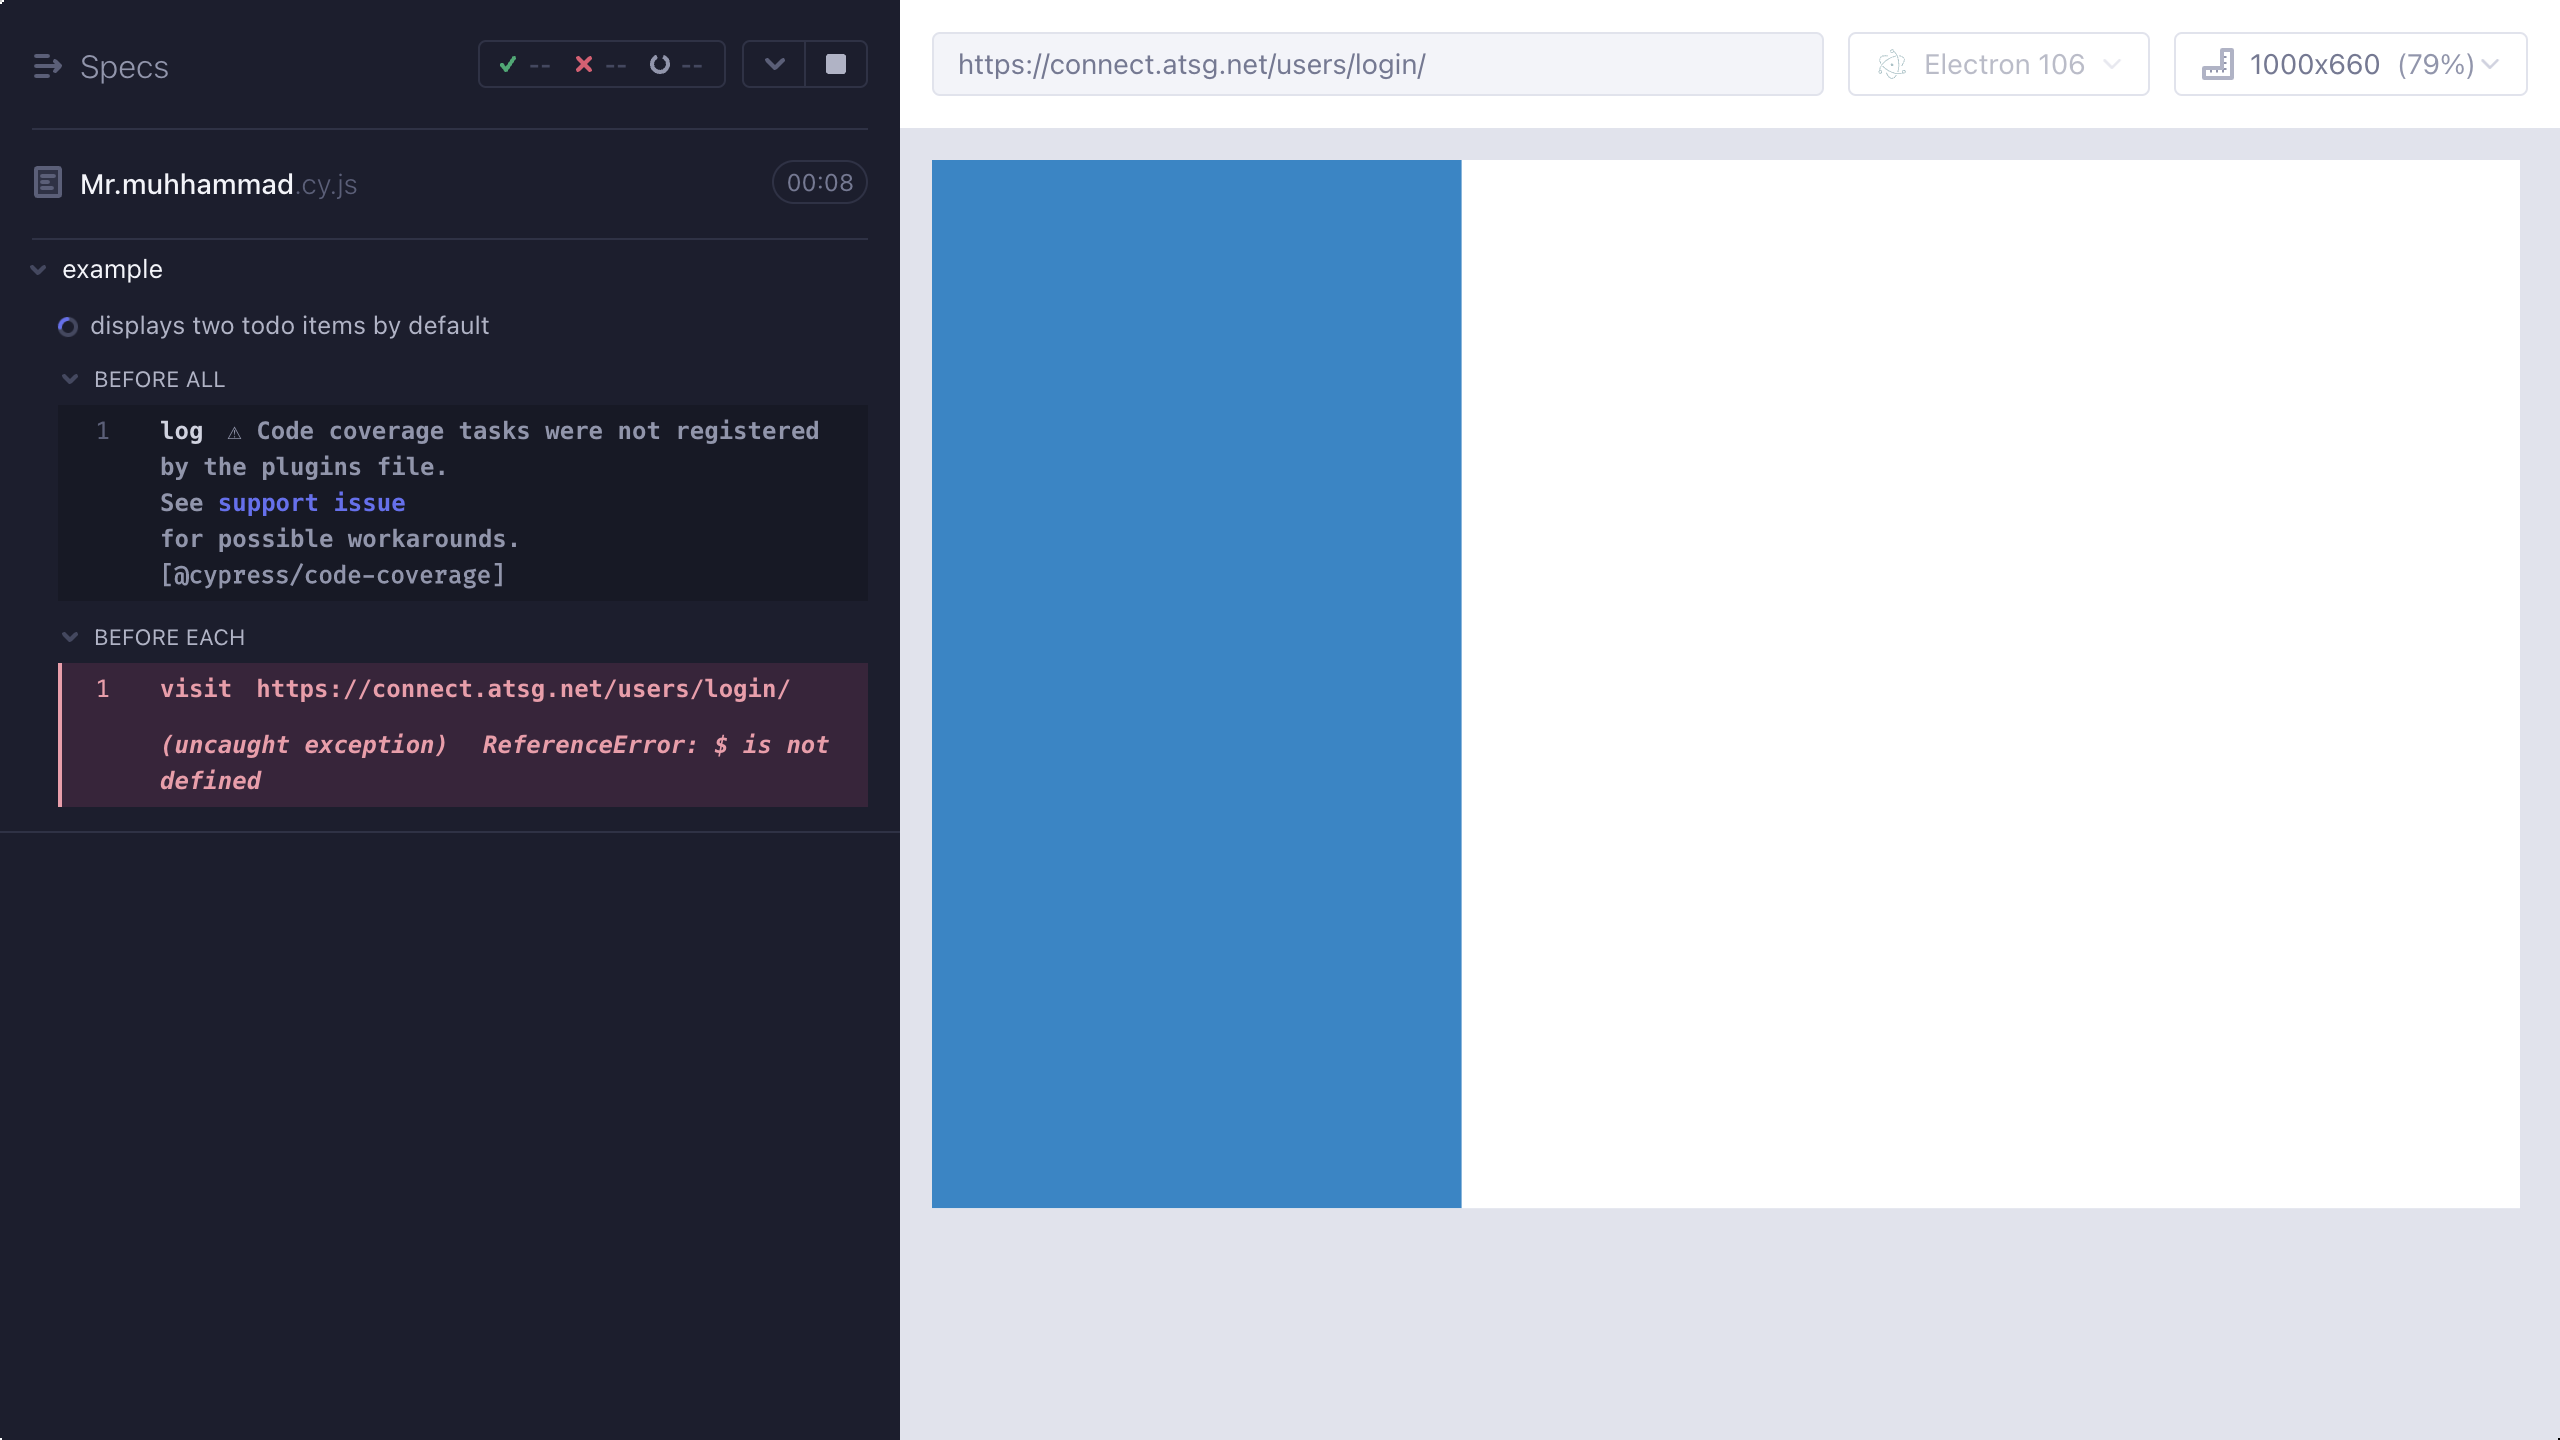 Specs
-- -- --
Mr.muhhammad.cy.js
00:08
example
displays two todo items by default
BEFORE ALL
1 log ⚠ Code coverage tasks were not registered
by the plugins file.
See support issue
for possible workarounds.
[@cypress/code-coverage]
BEFORE EACH
1 visit https://connect.atsg.net/users/login/
(uncaught exception) ReferenceError: $ is not
defined
https://connect.atsg.net/users/login/
Electron 106
1000x660 (79%)